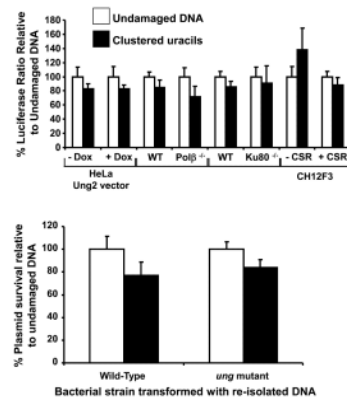 Undamaged DNA
Clustered uracils
% Luciferase Ratio Relative
to Undamaged DNA
200
180
160
140
120
100
80
60
40
20
0
- Dox + Dox WT Polβ -/- WT Ku80 -/- - CSR + CSR
HeLa
Ung2 vector
CH12F3
% Plasmid survival relative
to undamaged DNA
120
100
80
60
40
20
0
Wild-Type ung mutant
Bacterial strain transformed with re-isolated DNA